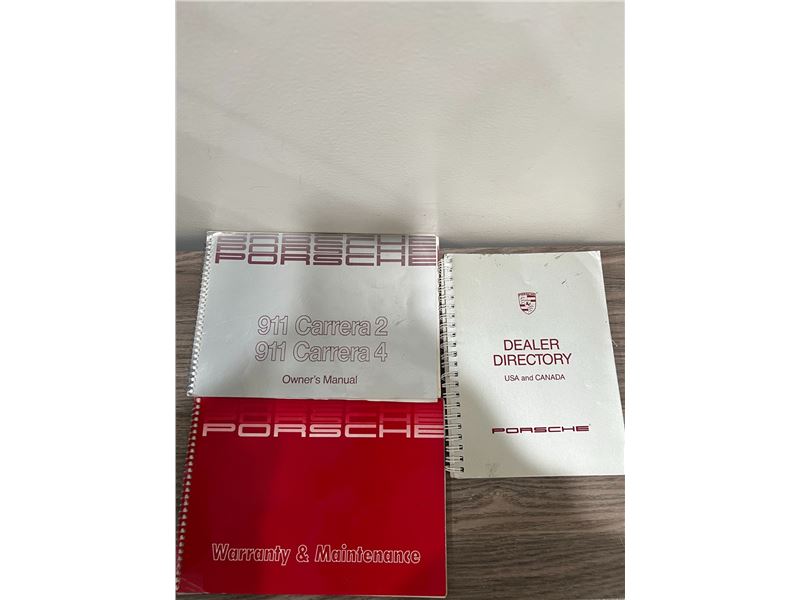 PORSCHE
PORSCHE
PORSCHE
911 Carrera 2
911 Carrera 4
Owner's Manual
PORSCHE
PORSCHE
Warranty & Maintenance
DEALER
DIRECTORY
USA and CANADA
PORSCHE